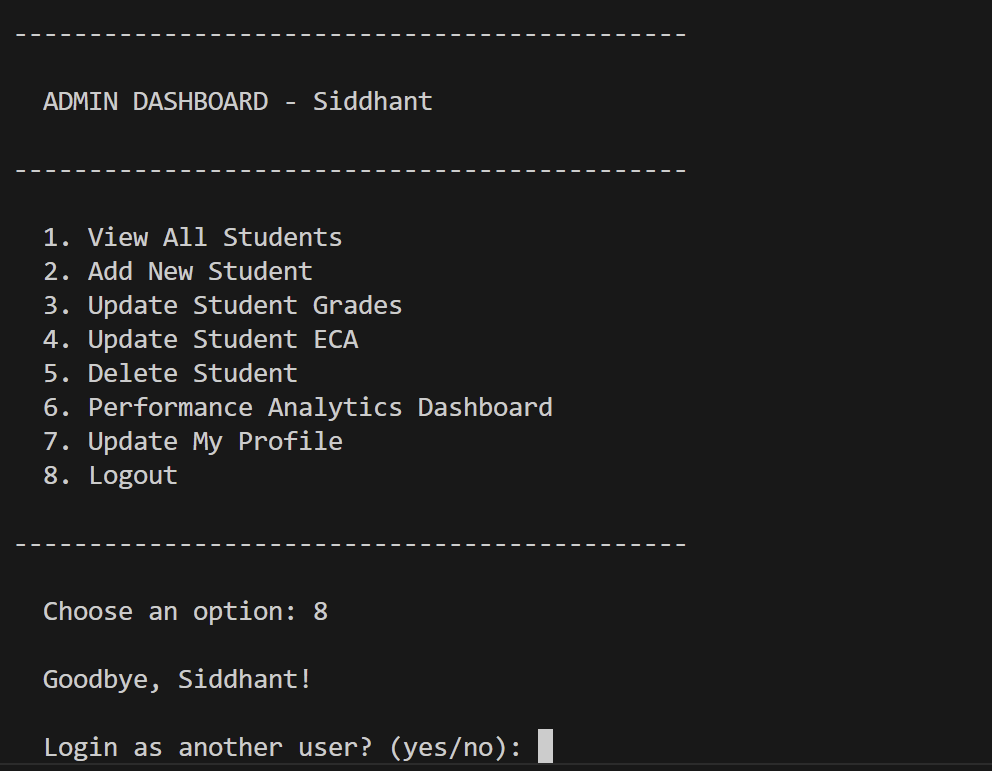 ---------------------------------------------
ADMIN DASHBOARD - Siddhant
---------------------------------------------
1. View All Students
2. Add New Student
3. Update Student Grades
4. Update Student ECA
5. Delete Student
6. Performance Analytics Dashboard
7. Update My Profile
8. Logout
---------------------------------------------
Choose an option: 8
Goodbye, Siddhant!
Login as another user? (yes/no):